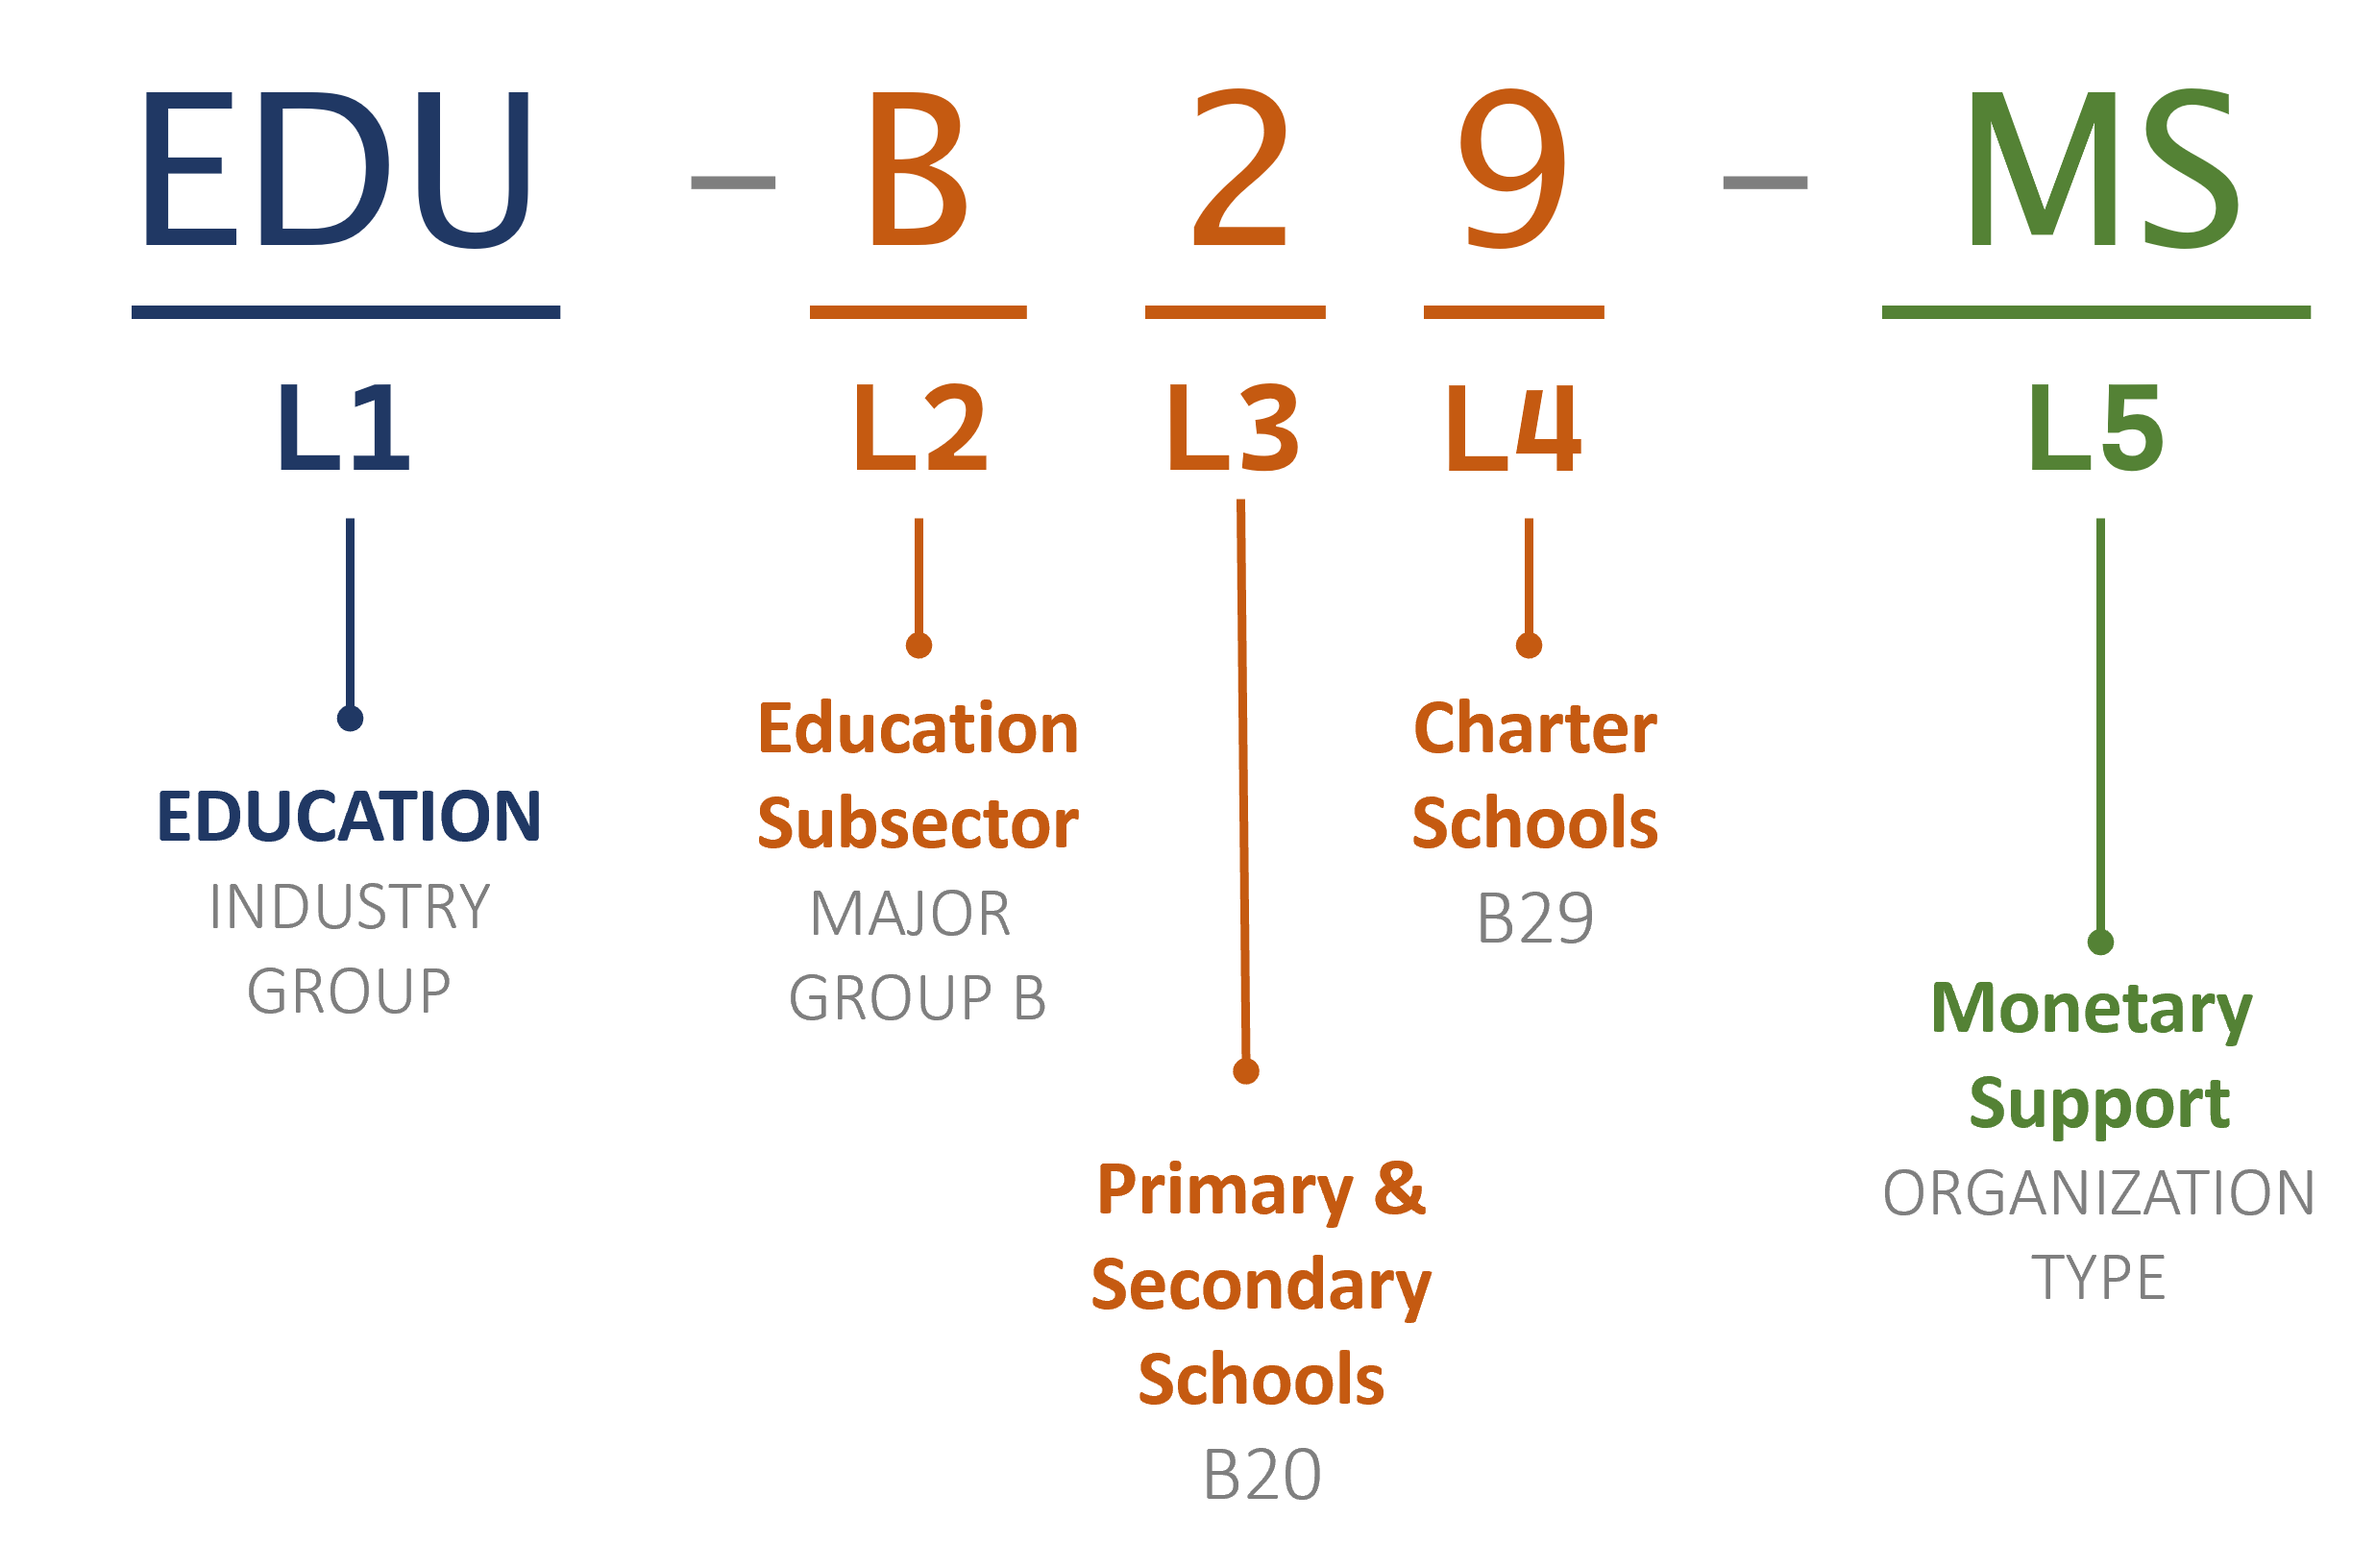 EDU – B 2 9 – MS
L1 L2 L3 L4 L5
EDUCATION
INDUSTRY
GROUP
Education
Subsector
MAJOR
GROUP B
Primary &
Secondary
Schools
B20
Charter
Schools
B29
Monetary
Support
ORGANIZATION
TYPE